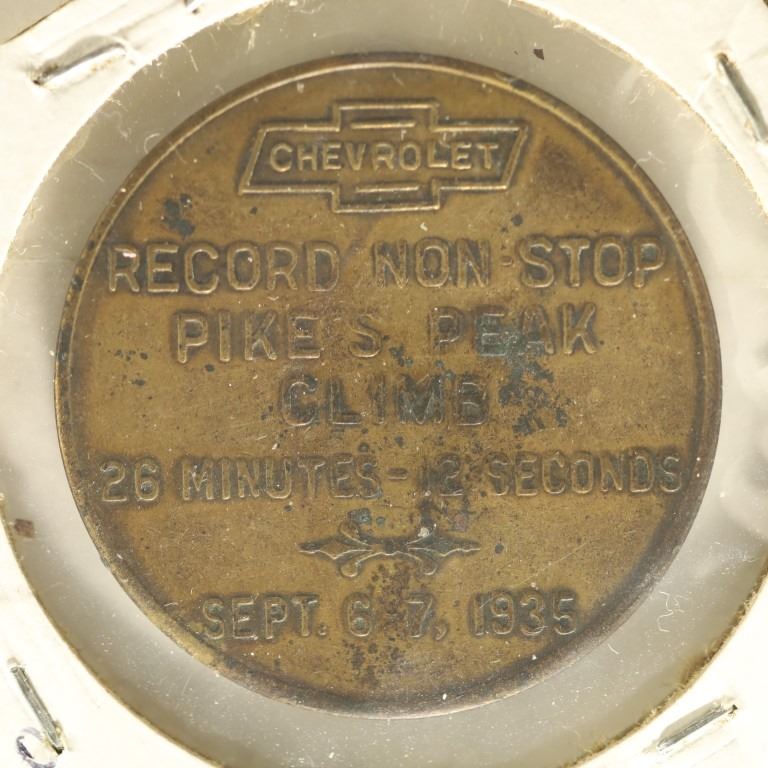 CHEVROLET
RECORD NON-STOP
PIKE'S PEAK
CLIMB
26 MINUTES-12 SECONDS
SEPT. 6-7, 1935